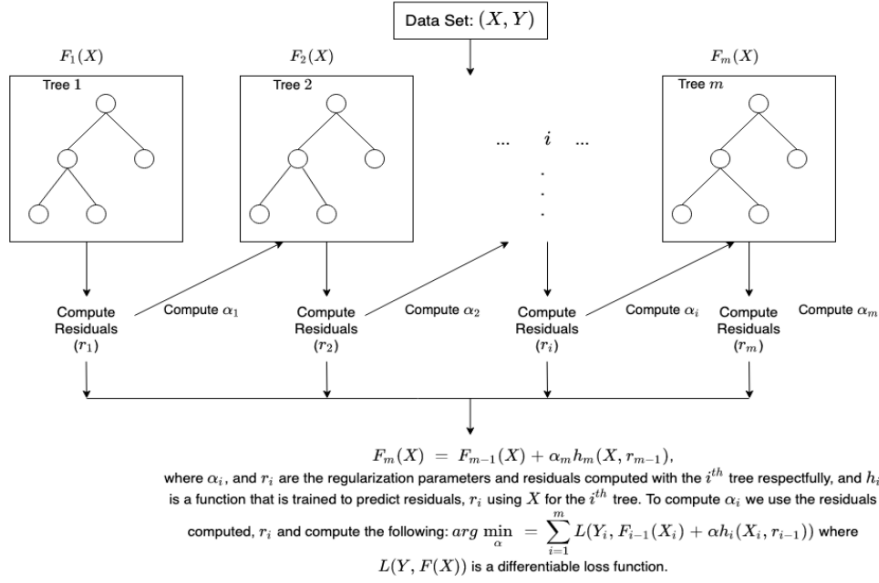 Data Set: (X, Y)
F₁(X) F₂(X) Fₘ(X)
Tree 1 Tree 2 Tree m
... i ...
.
.
.
Compute Residuals (r₁)
Compute α₁
Compute Residuals (r₂)
Compute α₂
Compute Residuals (rᵢ)
Compute αᵢ
Compute Residuals (rₘ)
Compute αₘ
Fₘ(X) = Fₘ₋₁(X) + αₘhₘ(X, rₘ₋₁),
where αᵢ, and rᵢ are the regularization parameters and residuals computed with the iᵗʰ tree respectfully, and hᵢ
is a function that is trained to predict residuals, rᵢ using X for the iᵗʰ tree. To compute αᵢ we use the residuals
computed, rᵢ and compute the following: arg min_α = ∑ᵢ₌₁ᵐ L(Yᵢ, Fᵢ₋₁(Xᵢ) + αhᵢ(Xᵢ, rᵢ₋₁)) where
L(Y, F(X)) is a differentiable loss function.